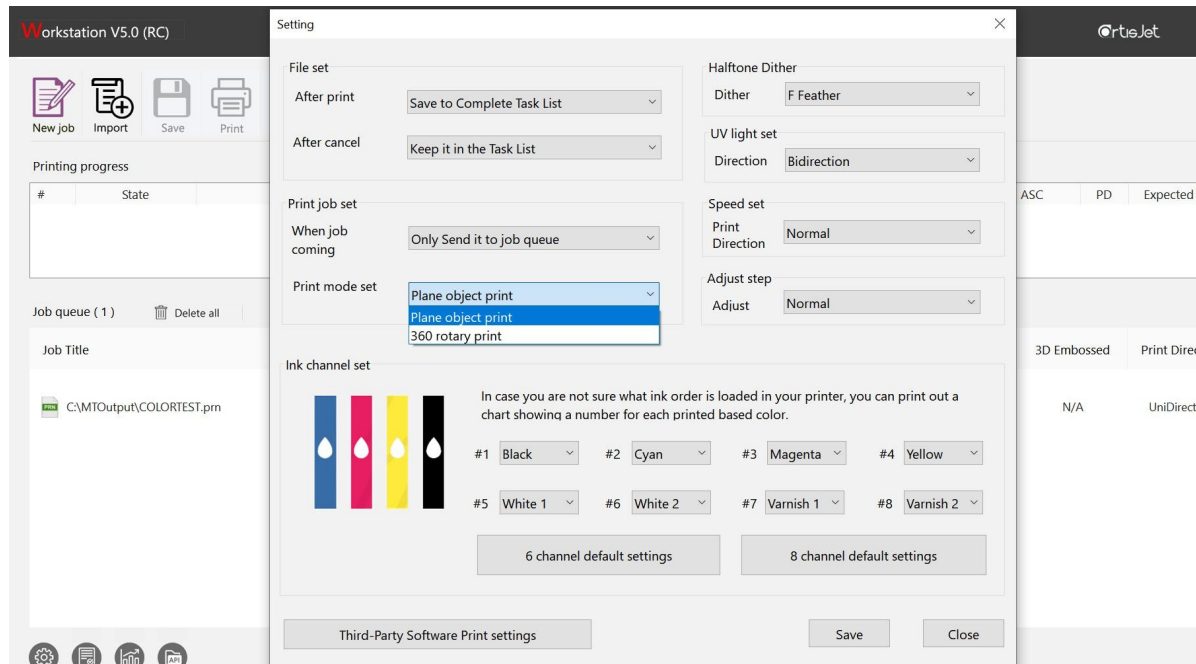 Workstation V5.0 (RC)
Setting
ArtisJet
New job
Import
Save
Print
Printing progress
#
State
ASC
PD
Expected
Job queue ( 1 )
Delete all
Job Title
3D Embossed
Print Direc
C:\MTOutput\COLORTEST.prn
N/A
UniDirect
File set
After print
Save to Complete Task List
After cancel
Keep it in the Task List
Print job set
When job
coming
Only Send it to job queue
Print mode set
Plane object print
Plane object print
360 rotary print
Halftone Dither
Dither
F Feather
UV light set
Direction
Bidirection
Speed set
Print
Direction
Normal
Adjust step
Adjust
Normal
Ink channel set
In case you are not sure what ink order is loaded in your printer, you can print out a
chart showing a number for each printed based color.
#1 Black
#2 Cyan
#3 Magenta
#4 Yellow
#5 White 1
#6 White 2
#7 Varnish 1
#8 Varnish 2
6 channel default settings
8 channel default settings
Third-Party Software Print settings
Save
Close
PRN
API